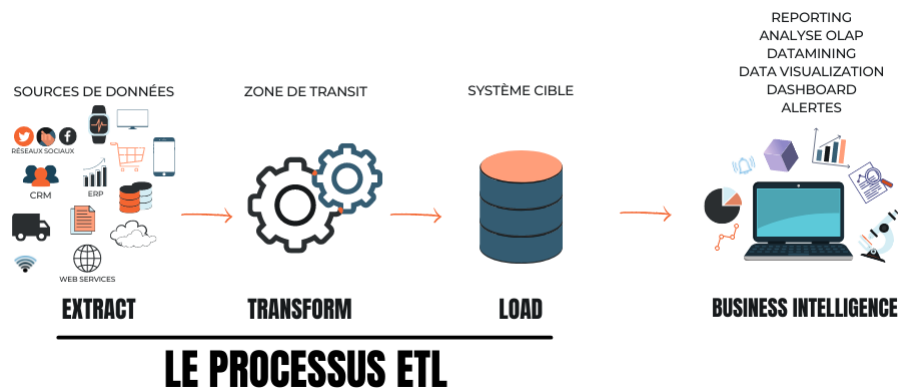 SOURCES DE DONNÉES
RÉSEAUX SOCIAUX
CRM
ERP
WEB SERVICES
EXTRACT
ZONE DE TRANSIT
TRANSFORM
SYSTÈME CIBLE
LOAD
REPORTING
ANALYSE OLAP
DATAMINING
DATA VISUALIZATION
DASHBOARD
ALERTES
BUSINESS INTELLIGENCE
LE PROCESSUS ETL